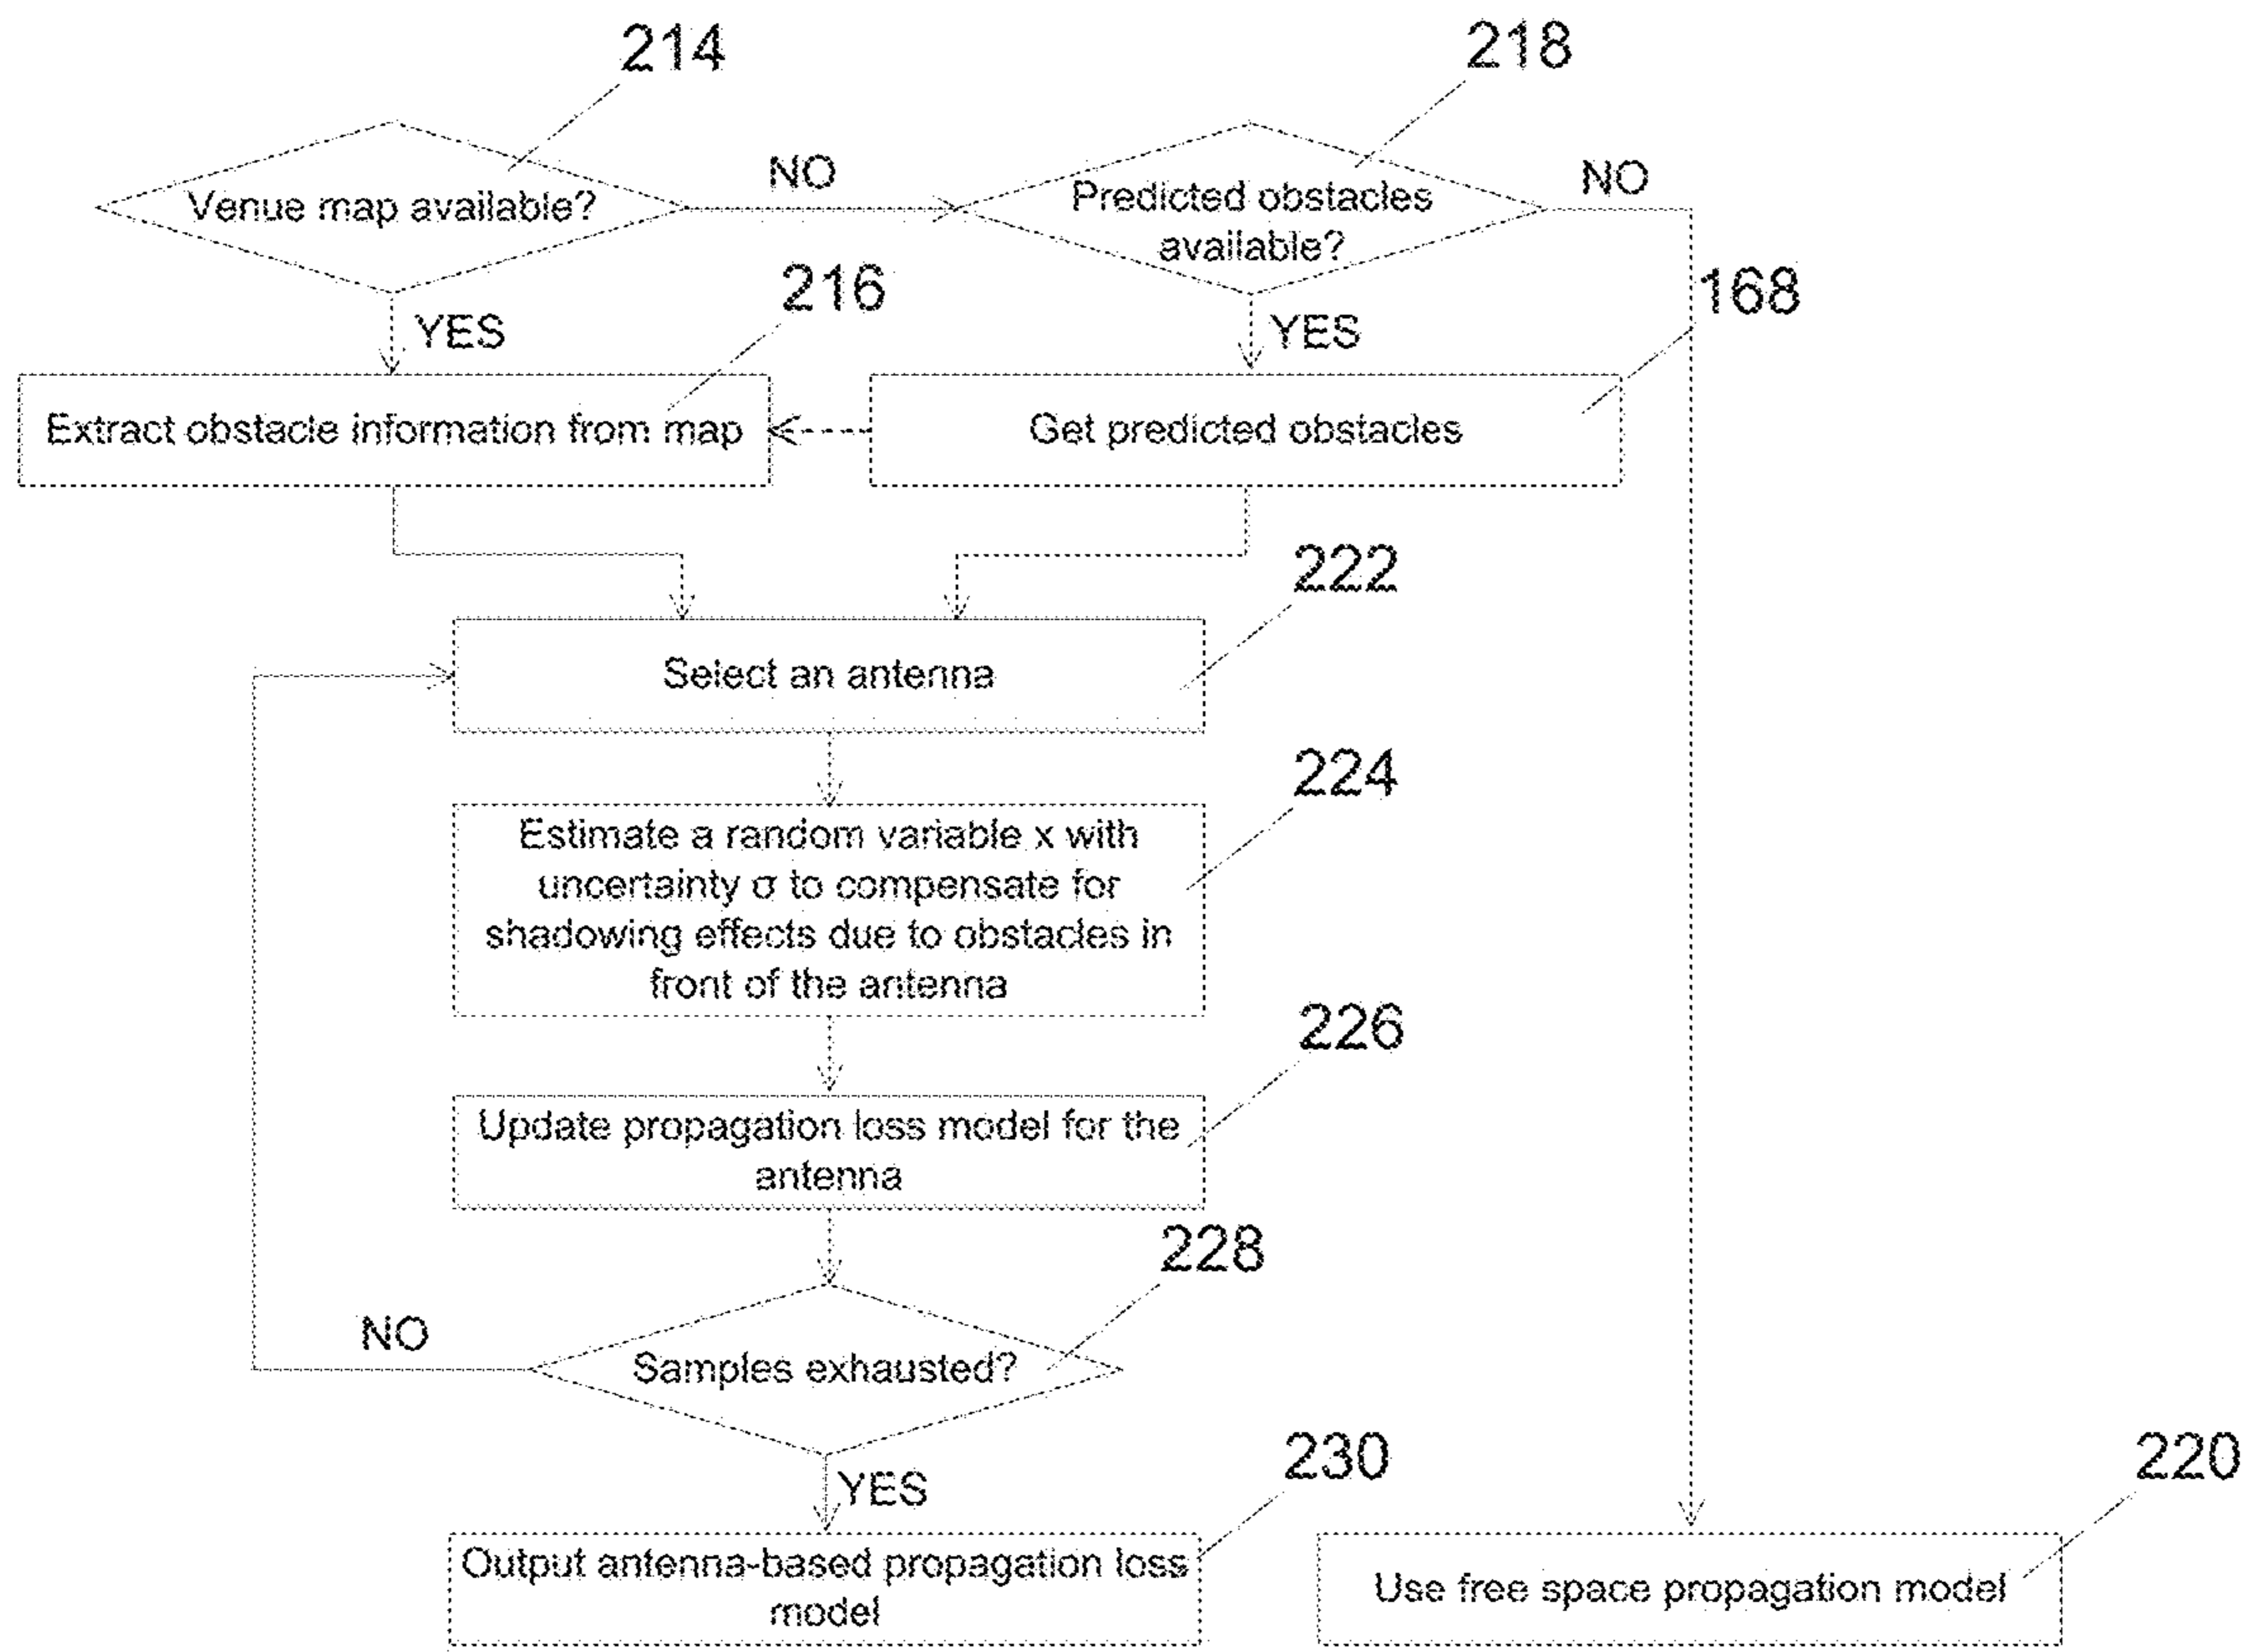 214
218
NO
NO
Venue map available?
Predicted obstacles
available?
216
168
YES
YES
Extract obstacle information from map
Get predicted obstacles
222
Select an antenna
224
Estimate a random variable x with
uncertainty σ to compensate for
shadowing effects due to obstacles in
front of the antenna
226
Update propagation loss model for the
antenna
228
NO
Samples exhausted?
230
220
YES
Output antenna-based propagation loss
model
Use free space propagation model